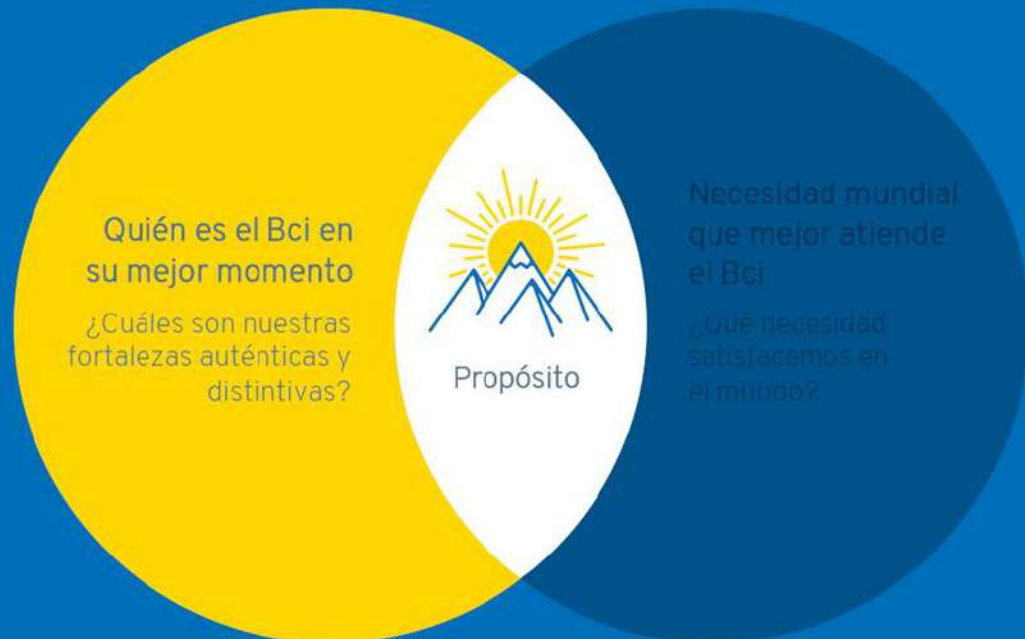 Quién es el Bci en
su mejor momento
¿Cuáles son nuestras
fortalezas auténticas y
distintivas?
Propósito
Necesidad mundial
que mejor atiende
el Bci
¿Qué necesidad
satisfacemos en
el mundo?